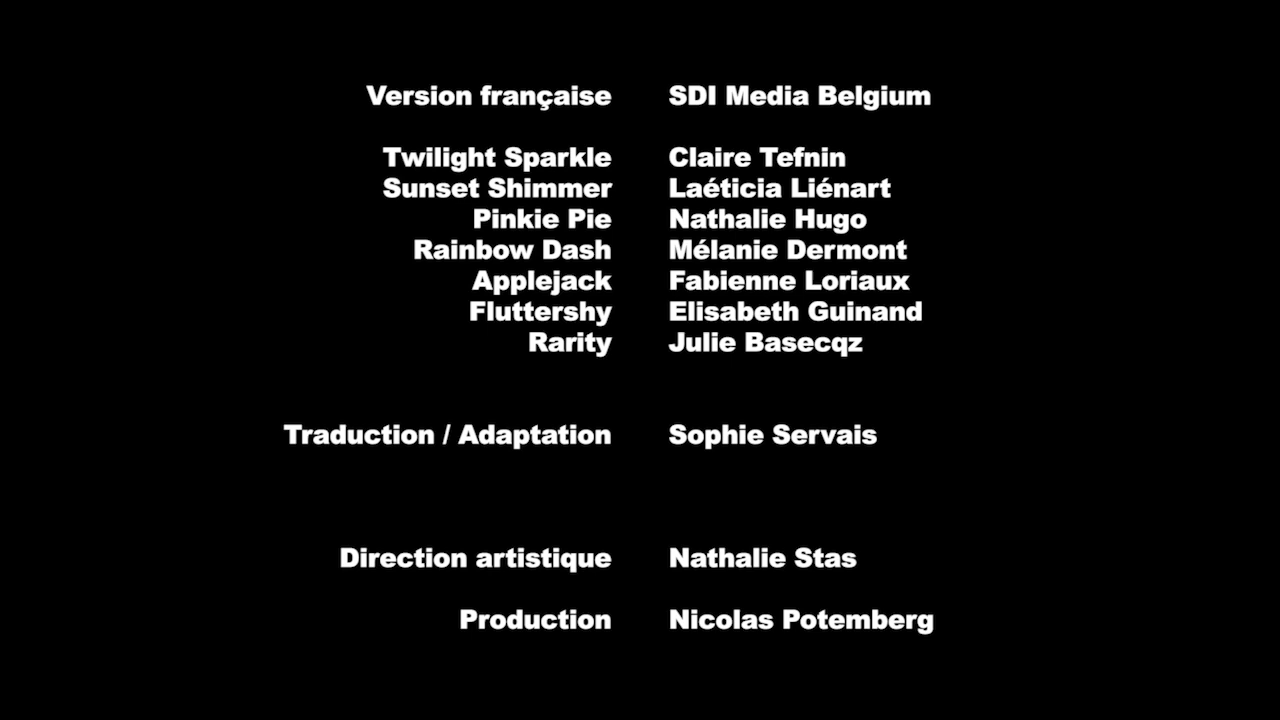 Version française SDI Media Belgium
Twilight Sparkle Claire Tefnin
Sunset Shimmer Laéticia Liénart
Pinkie Pie Nathalie Hugo
Rainbow Dash Mélanie Dermont
Applejack Fabienne Loriaux
Fluttershy Elisabeth Guinand
Rarity Julie Basecqz
Traduction / Adaptation Sophie Servais
Direction artistique Nathalie Stas
Production Nicolas Potemberg